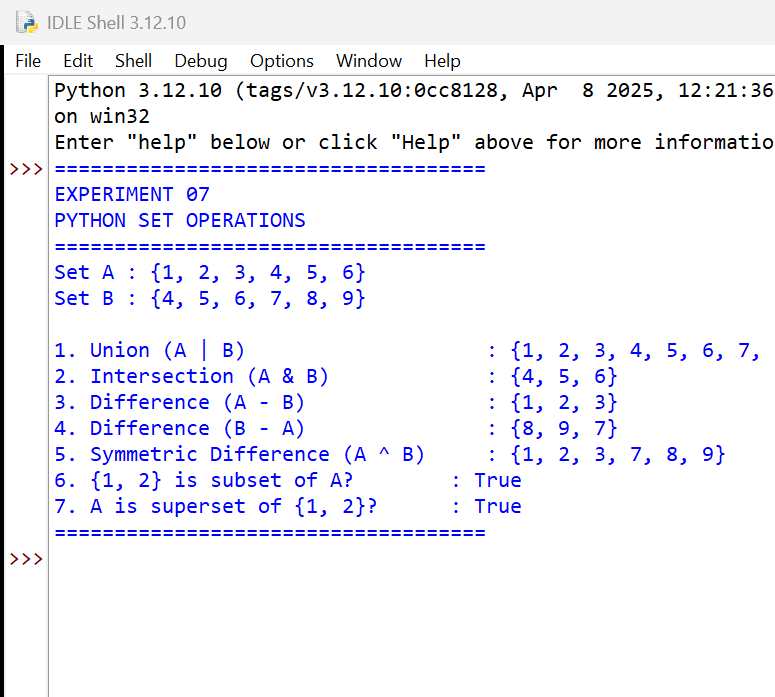 IDLE Shell 3.12.10
File Edit Shell Debug Options Window Help
Python 3.12.10 (tags/v3.12.10:0cc8128, Apr  8 2025, 12:21:36
on win32
Enter "help" below or click "Help" above for more informatio
>>> ====================================
EXPERIMENT 07
PYTHON SET OPERATIONS
====================================
Set A : {1, 2, 3, 4, 5, 6}
Set B : {4, 5, 6, 7, 8, 9}
1. Union (A | B)                    : {1, 2, 3, 4, 5, 6, 7,
2. Intersection (A & B)             : {4, 5, 6}
3. Difference (A - B)               : {1, 2, 3}
4. Difference (B - A)               : {8, 9, 7}
5. Symmetric Difference (A ^ B)     : {1, 2, 3, 7, 8, 9}
6. {1, 2} is subset of A?        : True
7. A is superset of {1, 2}?      : True
====================================
>>>